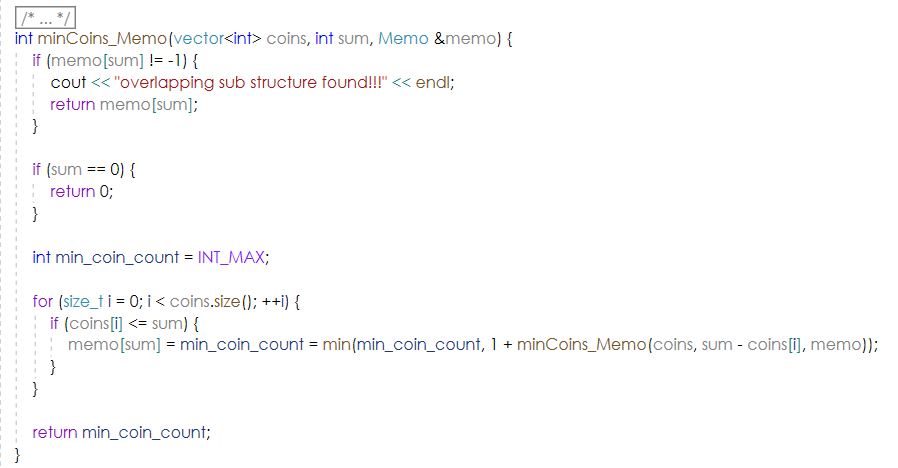 /* ... */
int minCoins_Memo(vector<int> coins, int sum, Memo &memo) {
if (memo[sum] != -1) {
cout << "overlapping sub structure found!!!" << endl;
return memo[sum];
}
if (sum == 0) {
return 0;
}
int min_coin_count = INT_MAX;
for (size_t i = 0; i < coins.size(); ++i) {
if (coins[i] <= sum) {
memo[sum] = min_coin_count = min(min_coin_count, 1 + minCoins_Memo(coins, sum - coins[i], memo));
}
}
return min_coin_count;
}